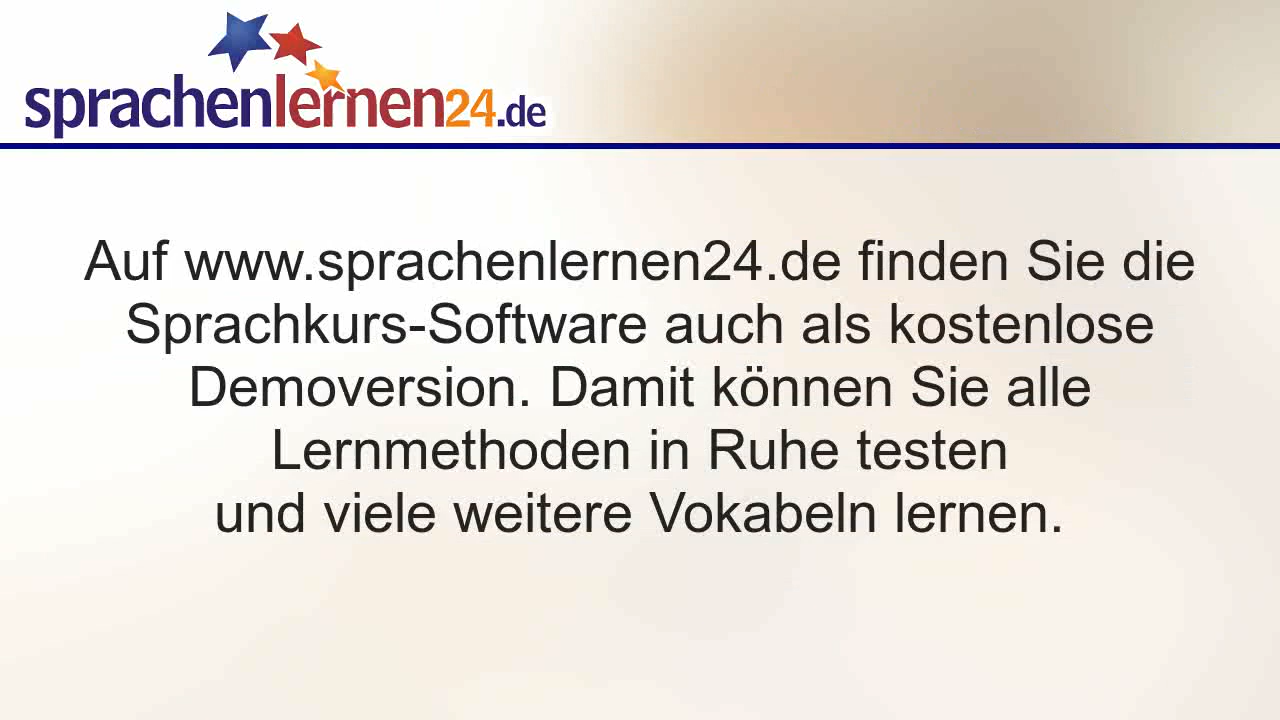 sprachenlernen24.de
Auf www.sprachenlernen24.de finden Sie die
Sprachkurs-Software auch als kostenlose
Demoversion. Damit können Sie alle
Lernmethoden in Ruhe testen
und viele weitere Vokabeln lernen.